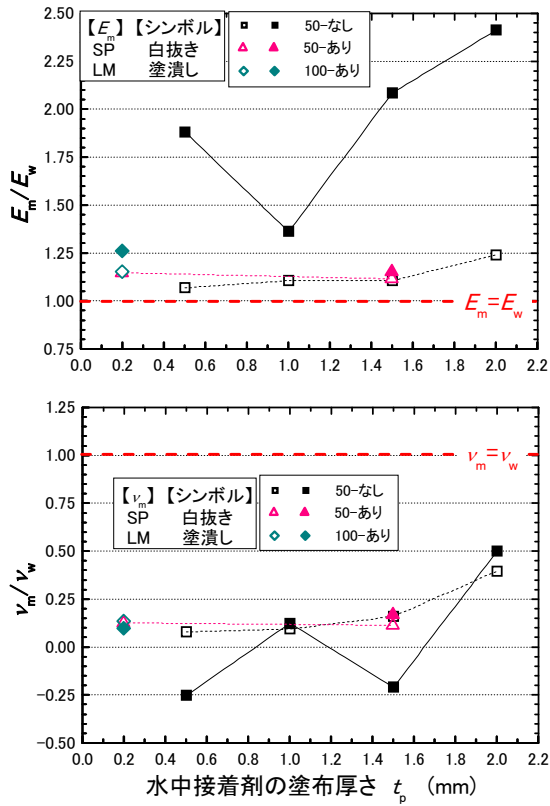 【Em】【シンボル】
SP 白抜き
LM 塗潰し
50-なし
50-あり
100-あり
2.50
2.25
2.00
1.75
1.50
1.25
1.00
0.75
Em/Ew
Em=Ew
0.0 0.2 0.4 0.6 0.8 1.0 1.2 1.4 1.6 1.8 2.0 2.2
1.25
1.00
0.75
0.50
0.25
0.00
-0.25
-0.50
νm/νw
νm=νw
【νm】【シンボル】
SP 白抜き
LM 塗潰し
50-なし
50-あり
100-あり
0.0 0.2 0.4 0.6 0.8 1.0 1.2 1.4 1.6 1.8 2.0 2.2
水中接着剤の塗布厚さ tp (mm)